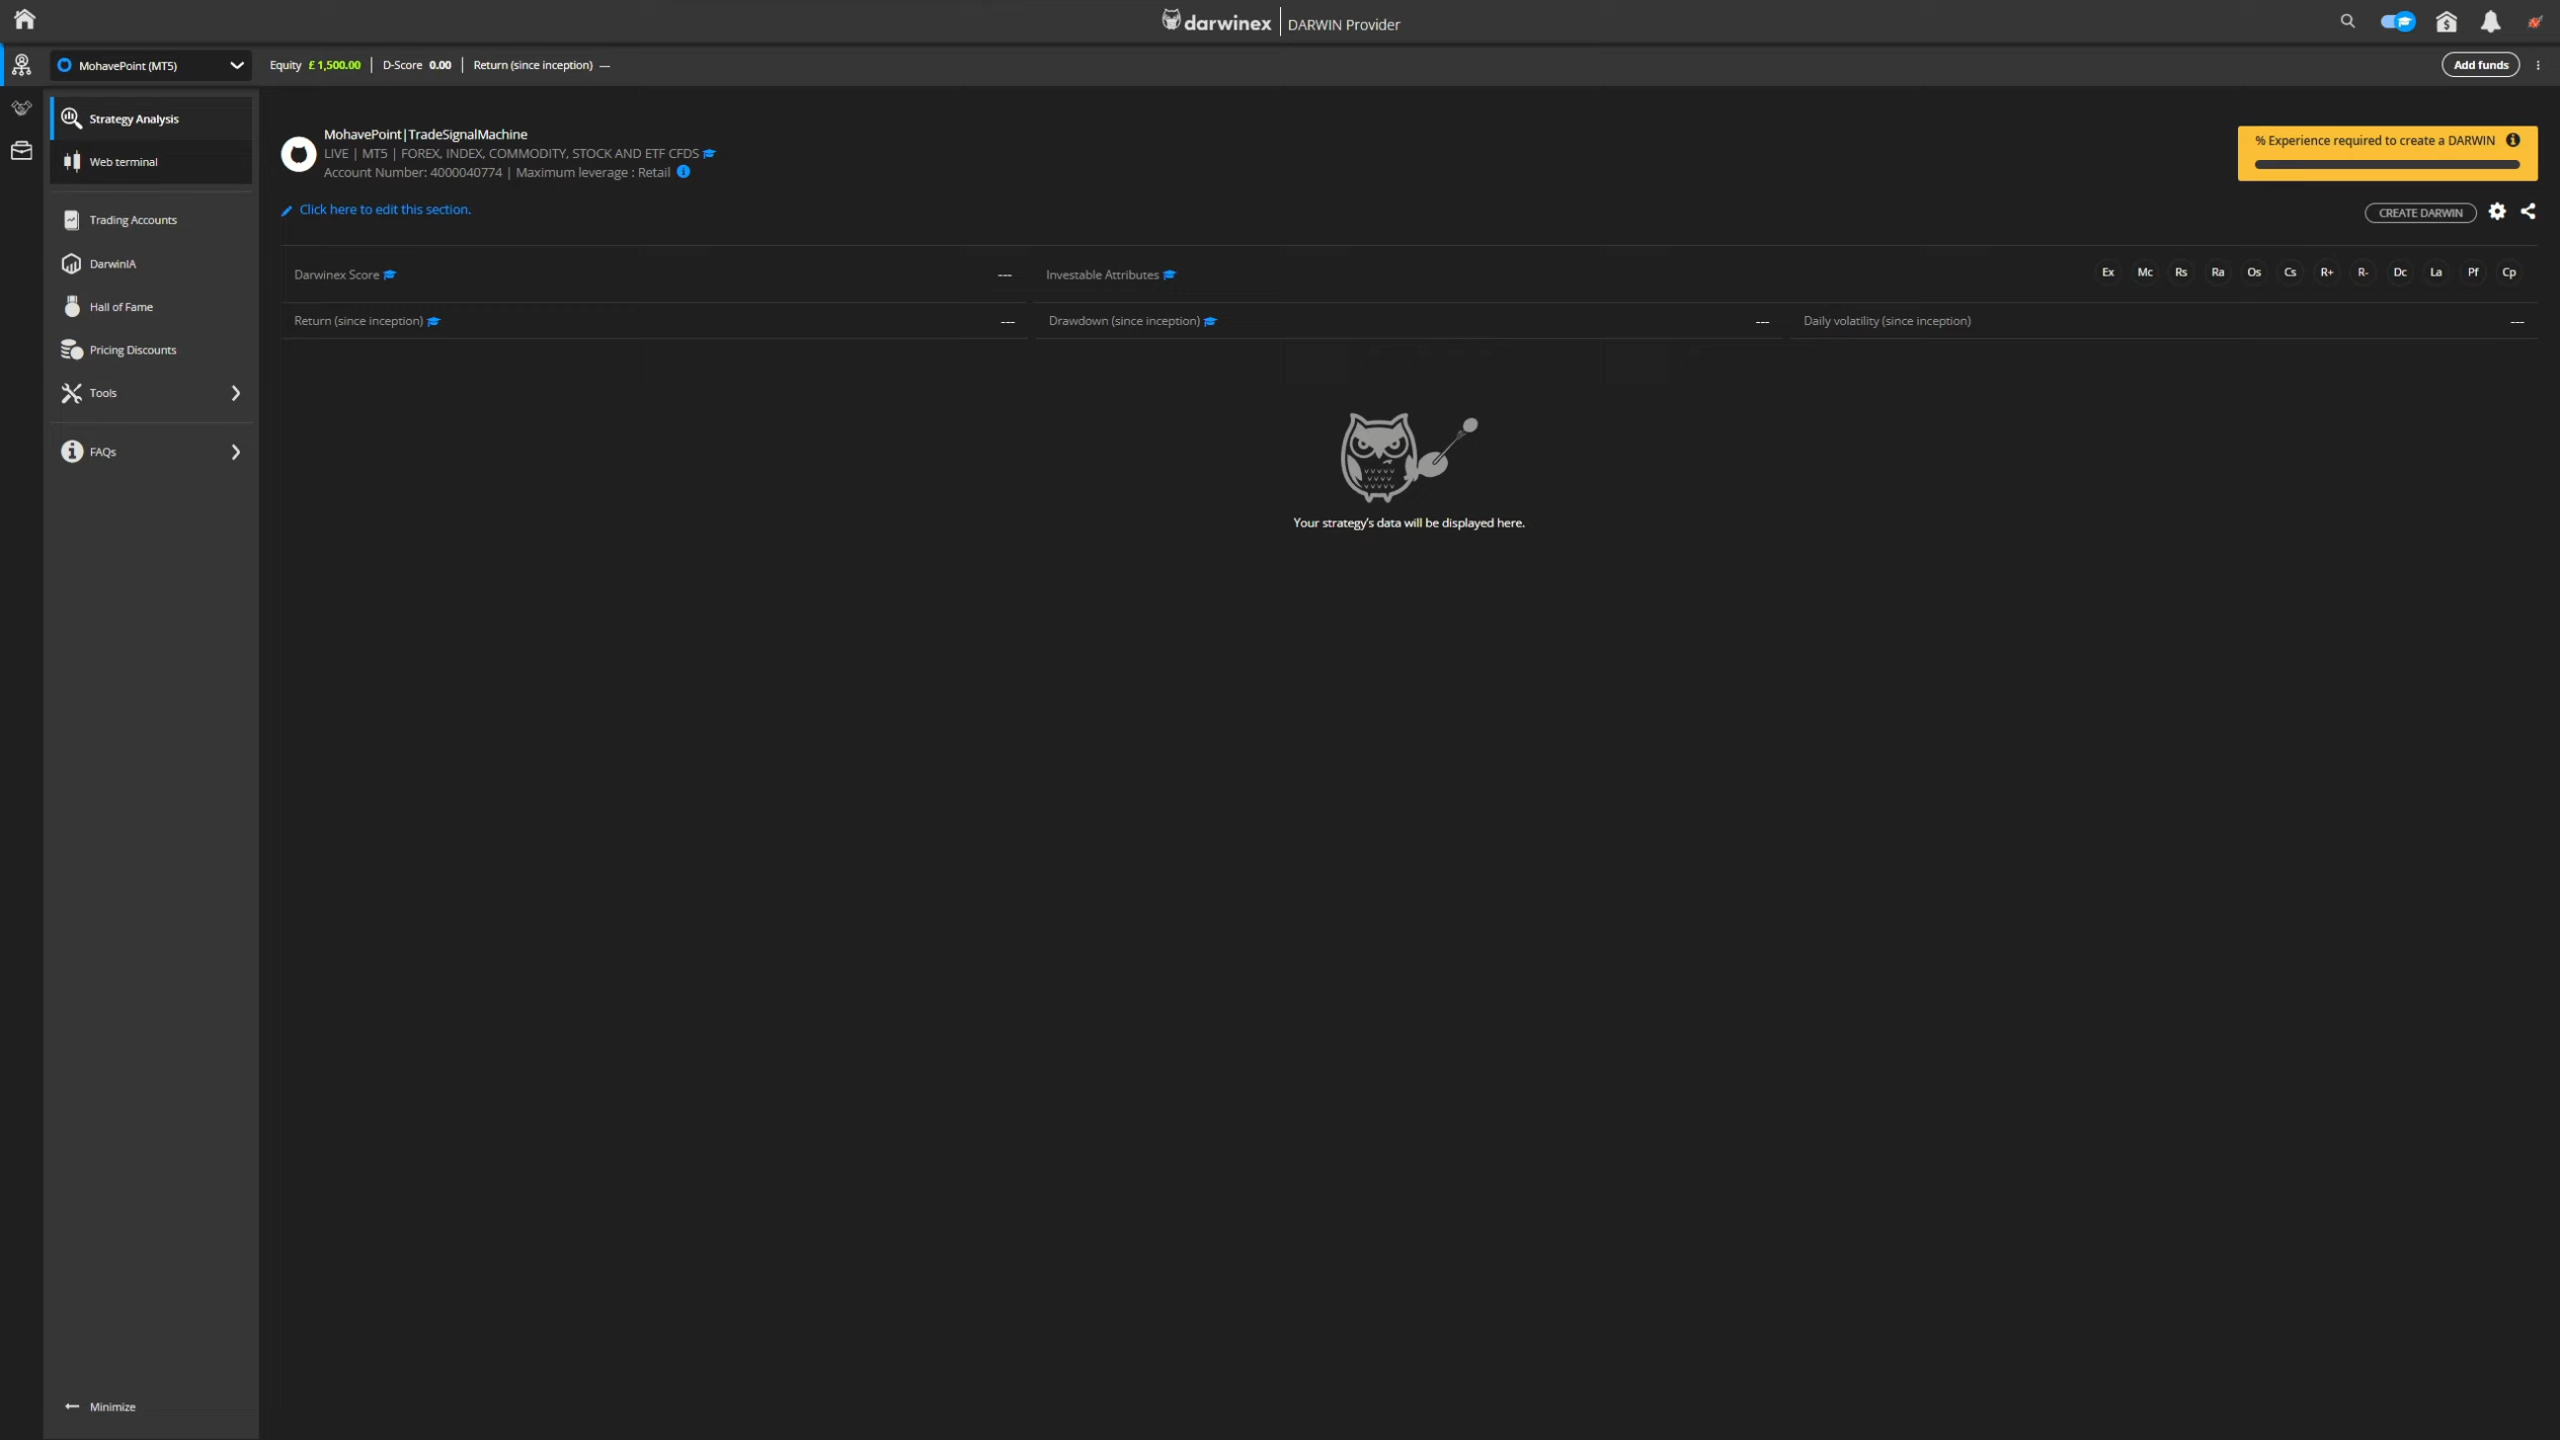 darwinex | DARWIN Provider
MohavePoint (MT5)
Equity £ 1,500.00 | D-Score 0.00 | Return (since inception) —
Add funds
Strategy Analysis
Web terminal
Trading Accounts
DarwinIA
Hall of Fame
Pricing Discounts
Tools
FAQs
Minimize
MohavePoint|TradeSignalMachine
LIVE | MT5 | FOREX, INDEX, COMMODITY, STOCK AND ETF CFDS
Account Number: 4000040774 | Maximum leverage : Retail
% Experience required to create a DARWIN
Click here to edit this section.
CREATE DARWIN
Darwinex Score ---
Investable Attributes Ex Mc Rs Ra Os Cs R+ R- Dc La Pf Cp
Return (since inception) ---
Drawdown (since inception) ---
Daily volatility (since inception) ---
Your strategy's data will be displayed here.